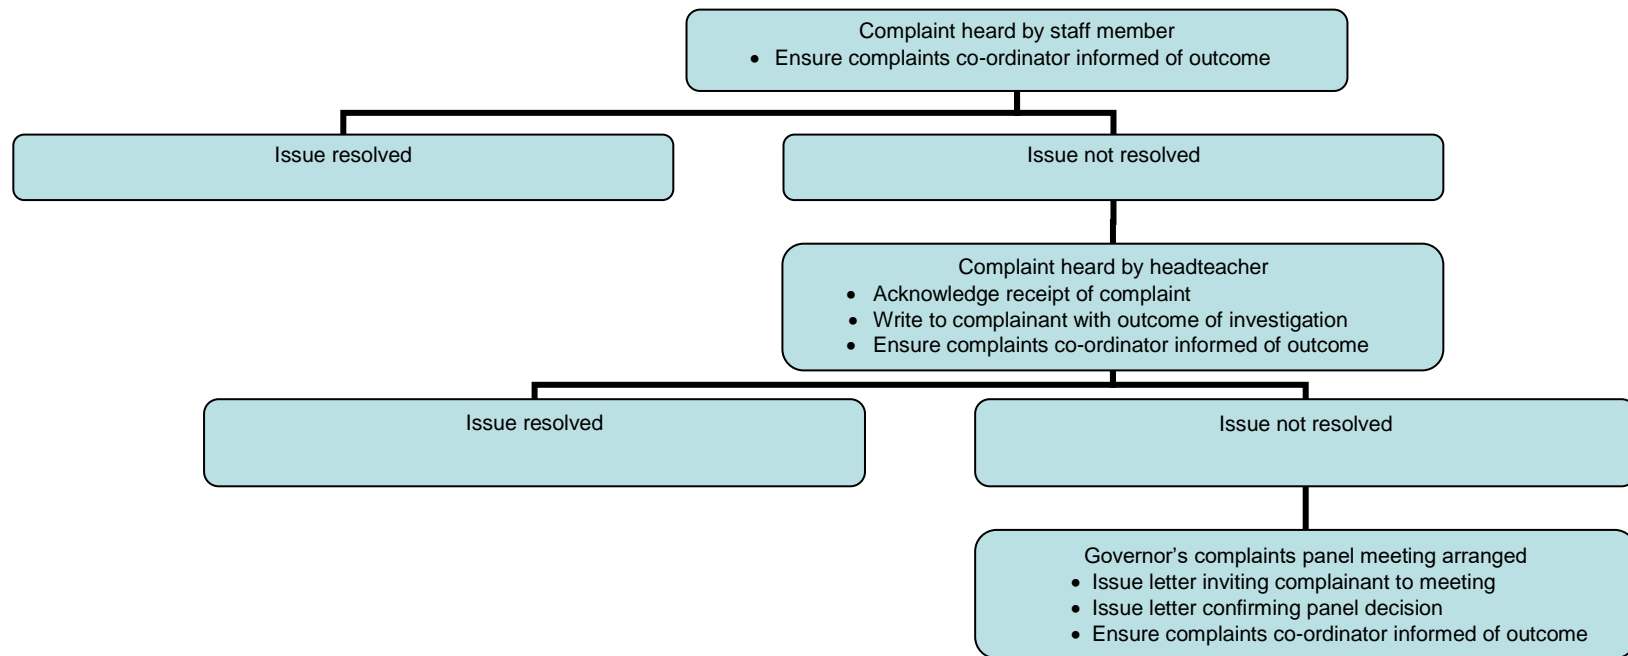 Complaint heard by staff member
• Ensure complaints co-ordinator informed of outcome
Issue resolved
Issue not resolved
Complaint heard by headteacher
• Acknowledge receipt of complaint
• Write to complainant with outcome of investigation
• Ensure complaints co-ordinator informed of outcome
Issue resolved
Issue not resolved
Governor’s complaints panel meeting arranged
• Issue letter inviting complainant to meeting
• Issue letter confirming panel decision
• Ensure complaints co-ordinator informed of outcome